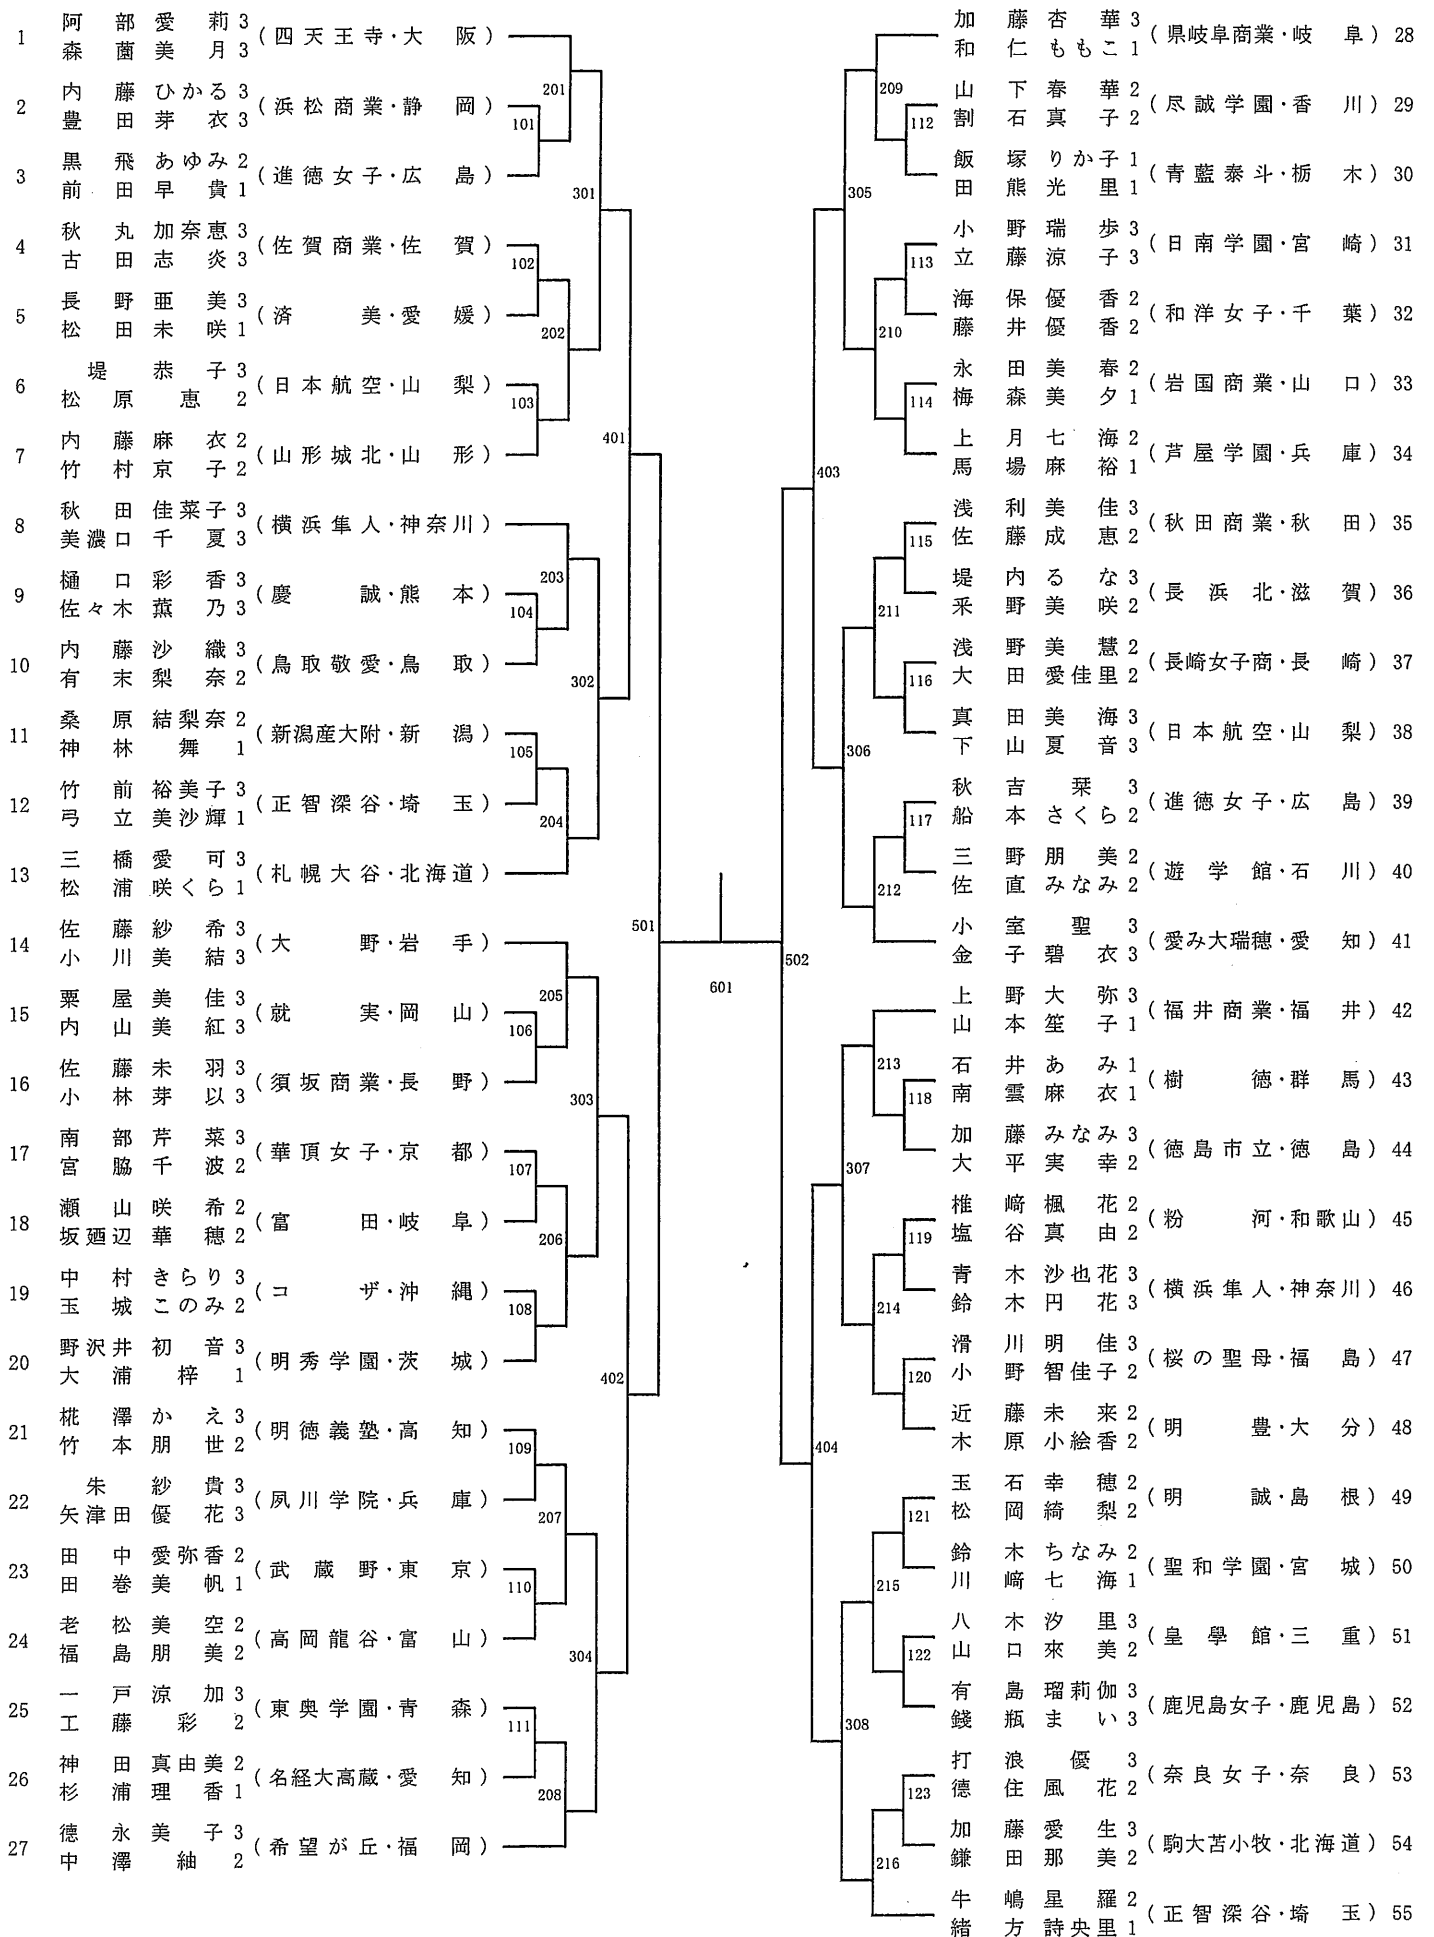 1 阿部愛莉 3 (四天王寺・大阪)
森薗美月 3
2 内藤ひかる 3 (浜松商業・静岡)
豊田芽衣 3
3 黒飛あゆみ 2 (進徳女子・広島)
前田早貴 1
4 秋丸加奈恵 3 (佐賀商業・佐賀)
古田志炎 3
5 長野亜美 3 (済美・愛媛)
松田未咲 1
6 堤恭子 3 (日本航空・山梨)
松原恵 2
7 内藤麻衣 2 (山形城北・山形)
竹村京子 2
8 秋田佳菜子 3 (横浜隼人・神奈川)
美濃口千夏 3
9 樋口彩香 3 (慶誠・熊本)
佐々木薫乃 3
10 内藤沙織 3 (鳥取敬愛・鳥取)
有末梨奈 2
11 桑原結梨奈 2 (新潟産大附・新潟)
神林舞 1
12 竹前裕美子 3 (正智深谷・埼玉)
弓立美沙輝 1
13 三橋愛可 3 (札幌大谷・北海道)
松浦咲くら 1
14 佐藤紗希 3 (大野・岩手)
小川美結 3
15 粟屋美佳 3 (就実・岡山)
内山美紅 3
16 佐藤未羽 3 (須坂商業・長野)
小林芽以 3
17 南部芹菜 3 (華頂女子・京都)
宮脇千波 2
18 瀬山咲希 2 (富田・岐阜)
坂廼辺華穂 2
19 中村きらり 3 (コザ・沖縄)
玉城このみ 2
20 野沢井初音 3 (明秀学園・茨城)
大浦梓 1
21 椛澤かえ 3 (明徳義塾・高知)
竹本朋世 2
22 朱紗貴 3 (夙川学院・兵庫)
矢津田優花 3
23 田中愛弥香 2 (武蔵野・東京)
田巻美帆 1
24 老松美空 2 (高岡龍谷・富山)
福島朋美 2
25 一戸涼加 3 (東奥学園・青森)
工藤彩 2
26 神田真由美 2 (名経大高蔵・愛知)
杉浦理香 1
27 德永美子 3 (希望が丘・福岡)
中澤紬 2
101
102
103
104
105
106
107
108
109
110
111
201
202
203
204
205
206
207
208
301
302
303
304
401
402
501
601
502
403
404
305
306
307
308
209
210
211
212
213
214
215
216
112
113
114
115
116
117
118
119
120
121
122
123
加藤杏華 3 (県岐阜商業・岐阜) 28
和仁ももこ 1
山下春華 2 (尽誠学園・香川) 29
割石真子 2
飯塚りか子 1 (青藍泰斗・栃木) 30
田熊光里 1
小野瑞歩 3 (日南学園・宮崎) 31
立藤涼子 3
海保優香 2 (和洋女子・千葉) 32
藤井優香 2
永田美春 2 (岩国商業・山口) 33
梅森美夕 1
上月七海 2 (芦屋学園・兵庫) 34
馬場麻裕 1
浅利美佳 3 (秋田商業・秋田) 35
佐藤成恵 2
堤内るな 3 (長浜北・滋賀) 36
釆野美咲 2
浅野美慧 2 (長崎女子商・長崎) 37
大田愛佳里 2
真田美海 3 (日本航空・山梨) 38
下山夏音 3
秋吉栞 3 (進徳女子・広島) 39
船本さくら 2
三野朋美 2 (遊学館・石川) 40
佐直みなみ 2
小室聖 3 (愛み大瑞穂・愛知) 41
金子碧衣 3
上野大弥 3 (福井商業・福井) 42
山本笙子 1
石井あみ 1 (樹徳・群馬) 43
南雲麻衣 1
加藤みなみ 3 (徳島市立・徳島) 44
大平実幸 2
椎﨑楓花 2 (粉河・和歌山) 45
塩谷真由 2
青木沙也花 3 (横浜隼人・神奈川) 46
鈴木円花 3
滑川明佳 3 (桜の聖母・福島) 47
小野智佳子 2
近藤未来 2 (明豊・大分) 48
木原小絵香 2
玉石幸穂 2 (明誠・島根) 49
松岡綺梨 2
鈴木ちなみ 2 (聖和学園・宮城) 50
川﨑七海 1
八木汐里 3 (皇學館・三重) 51
山口來美 2
有島瑠莉伽 3 (鹿児島女子・鹿児島) 52
錢瓶まい 3
打浪優 3 (奈良女子・奈良) 53
德住風花 2
加藤愛生 3 (駒大苫小牧・北海道) 54
鎌田那美 2
牛嶋星羅 2 (正智深谷・埼玉) 55
緒方詩央里 1